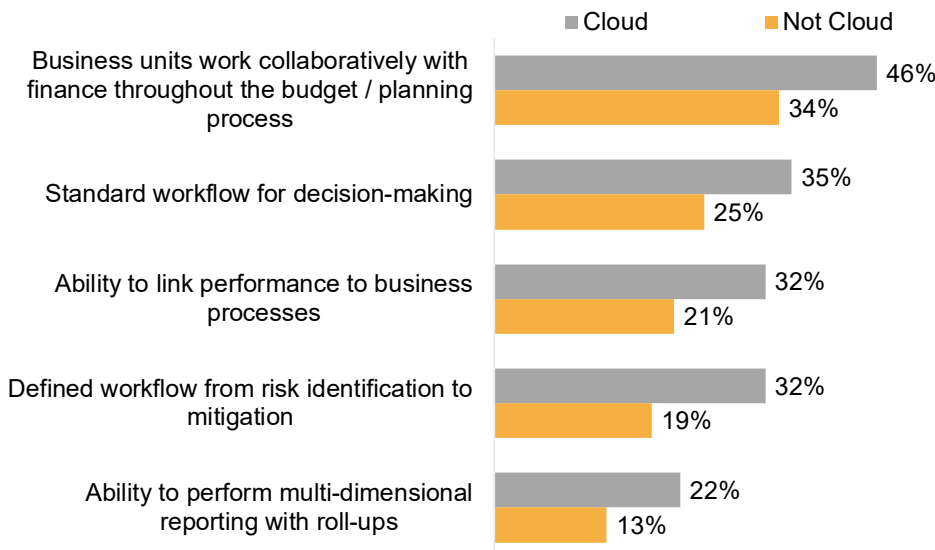 Cloud
Not Cloud
Business units work collaboratively with
finance throughout the budget / planning
process
46%
34%
Standard workflow for decision-making
35%
25%
Ability to link performance to business
processes
32%
21%
Defined workflow from risk identification to
mitigation
32%
19%
Ability to perform multi-dimensional
reporting with roll-ups
22%
13%